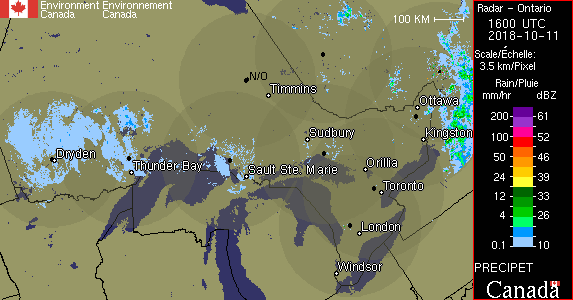 Environment Environnement
Canada Canada
100 KM
N/O
Timmins
Ottawa
Sudbury
Kingston
Dryden
Thunder Bay
Sault Ste. Marie
Orillia
Toronto
London
Windsor
Radar - Ontario
1600 UTC
2018-10-11
Scale/Échelle:
3.5 km/Pixel
Rain/Pluie
mm/hr dBZ
200 61
100 52
50 46
24 39
12 33
4 26
0.1 10
PRECIPET
Canada